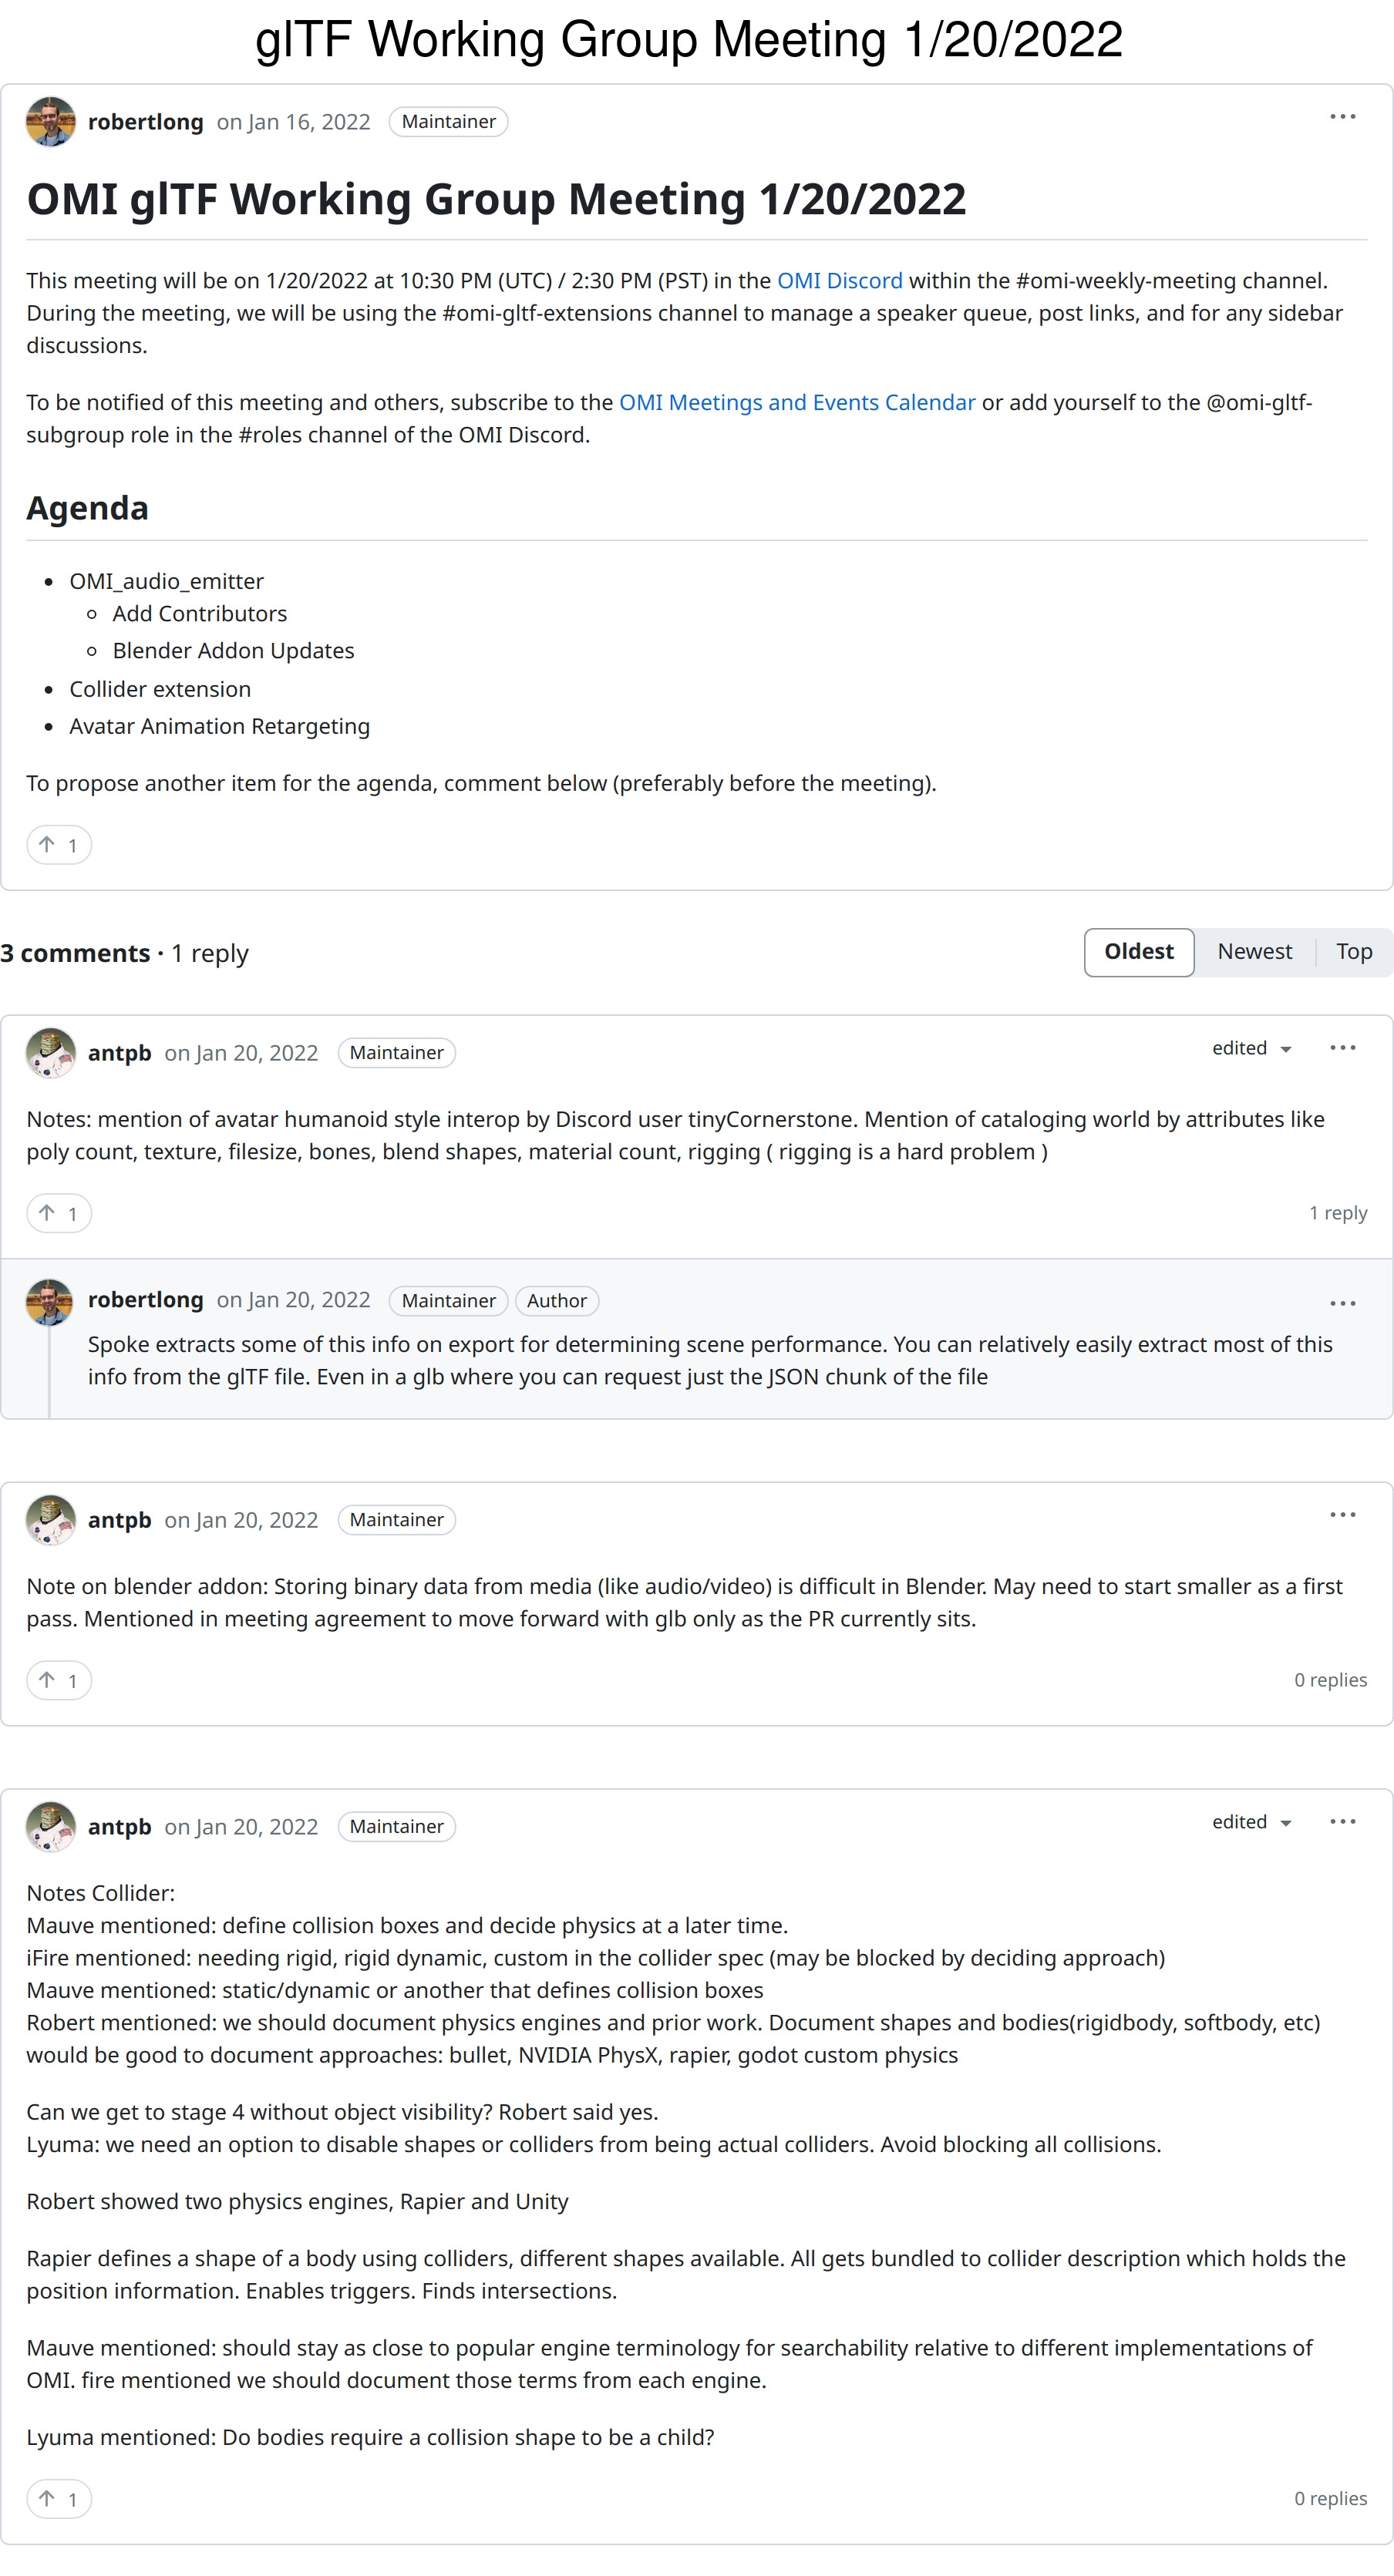 glTF Working Group Meeting 1/20/2022
robertlong on Jan 16, 2022 Maintainer
OMI glTF Working Group Meeting 1/20/2022
This meeting will be on 1/20/2022 at 10:30 PM (UTC) / 2:30 PM (PST) in the OMI Discord within the #omi-weekly-meeting channel.
During the meeting, we will be using the #omi-gltf-extensions channel to manage a speaker queue, post links, and for any sidebar
discussions.
To be notified of this meeting and others, subscribe to the OMI Meetings and Events Calendar or add yourself to the @omi-gltf-
subgroup role in the #roles channel of the OMI Discord.
Agenda
OMI_audio_emitter
Add Contributors
Blender Addon Updates
Collider extension
Avatar Animation Retargeting
To propose another item for the agenda, comment below (preferably before the meeting).
1
3 comments · 1 reply
Oldest Newest Top
antpb on Jan 20, 2022 Maintainer edited
Notes: mention of avatar humanoid style interop by Discord user tinyCornerstone. Mention of cataloging world by attributes like
poly count, texture, filesize, bones, blend shapes, material count, rigging ( rigging is a hard problem )
1 1 reply
robertlong on Jan 20, 2022 Maintainer Author
Spoke extracts some of this info on export for determining scene performance. You can relatively easily extract most of this
info from the glTF file. Even in a glb where you can request just the JSON chunk of the file
antpb on Jan 20, 2022 Maintainer
Note on blender addon: Storing binary data from media (like audio/video) is difficult in Blender. May need to start smaller as a first
pass. Mentioned in meeting agreement to move forward with glb only as the PR currently sits.
1 0 replies
antpb on Jan 20, 2022 Maintainer edited
Notes Collider:
Mauve mentioned: define collision boxes and decide physics at a later time.
iFire mentioned: needing rigid, rigid dynamic, custom in the collider spec (may be blocked by deciding approach)
Mauve mentioned: static/dynamic or another that defines collision boxes
Robert mentioned: we should document physics engines and prior work. Document shapes and bodies(rigidbody, softbody, etc)
would be good to document approaches: bullet, NVIDIA PhysX, rapier, godot custom physics
Can we get to stage 4 without object visibility? Robert said yes.
Lyuma: we need an option to disable shapes or colliders from being actual colliders. Avoid blocking all collisions.
Robert showed two physics engines, Rapier and Unity
Rapier defines a shape of a body using colliders, different shapes available. All gets bundled to collider description which holds the
position information. Enables triggers. Finds intersections.
Mauve mentioned: should stay as close to popular engine terminology for searchability relative to different implementations of
OMI. fire mentioned we should document those terms from each engine.
Lyuma mentioned: Do bodies require a collision shape to be a child?
1 0 replies